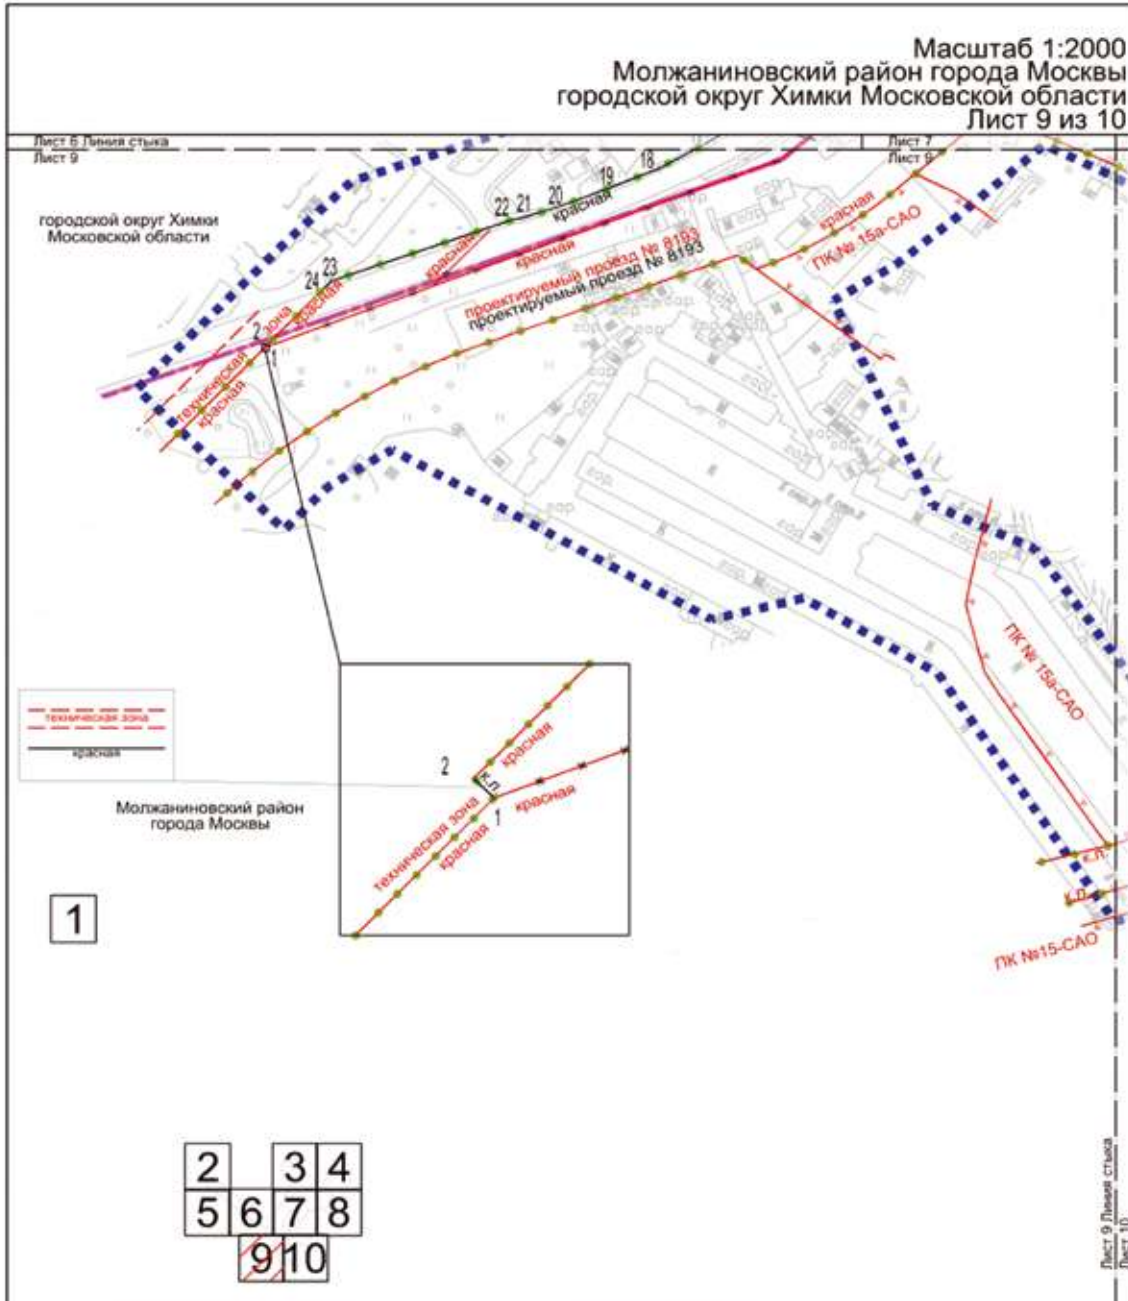 Масштаб 1:2000
Молжаниновский район города Москвы
городской округ Химки Московской области
Лист 9 из 10
Лист 6 Линия стыка
Лист 9
Лист 7
Лист 9
городской округ Химки
Московской области
18
19
20
21
22
23
24
красная
красная
красная
красная
красная
ПК № 15а-САО
проектируемый проезд № 8193
проектируемый проезд № 8193
2
1
техническая зона
красная
ПК № 15а-САО
техническая зона
красная
Молжаниновский район
города Москвы
2
1
к.л.
красная
красная
техническая зона
красная
к.л.
к.л.
ПК №15-САО
1
2
3
4
5
6
7
8
9
10
Лист 9 Линия стыка
Лист 10